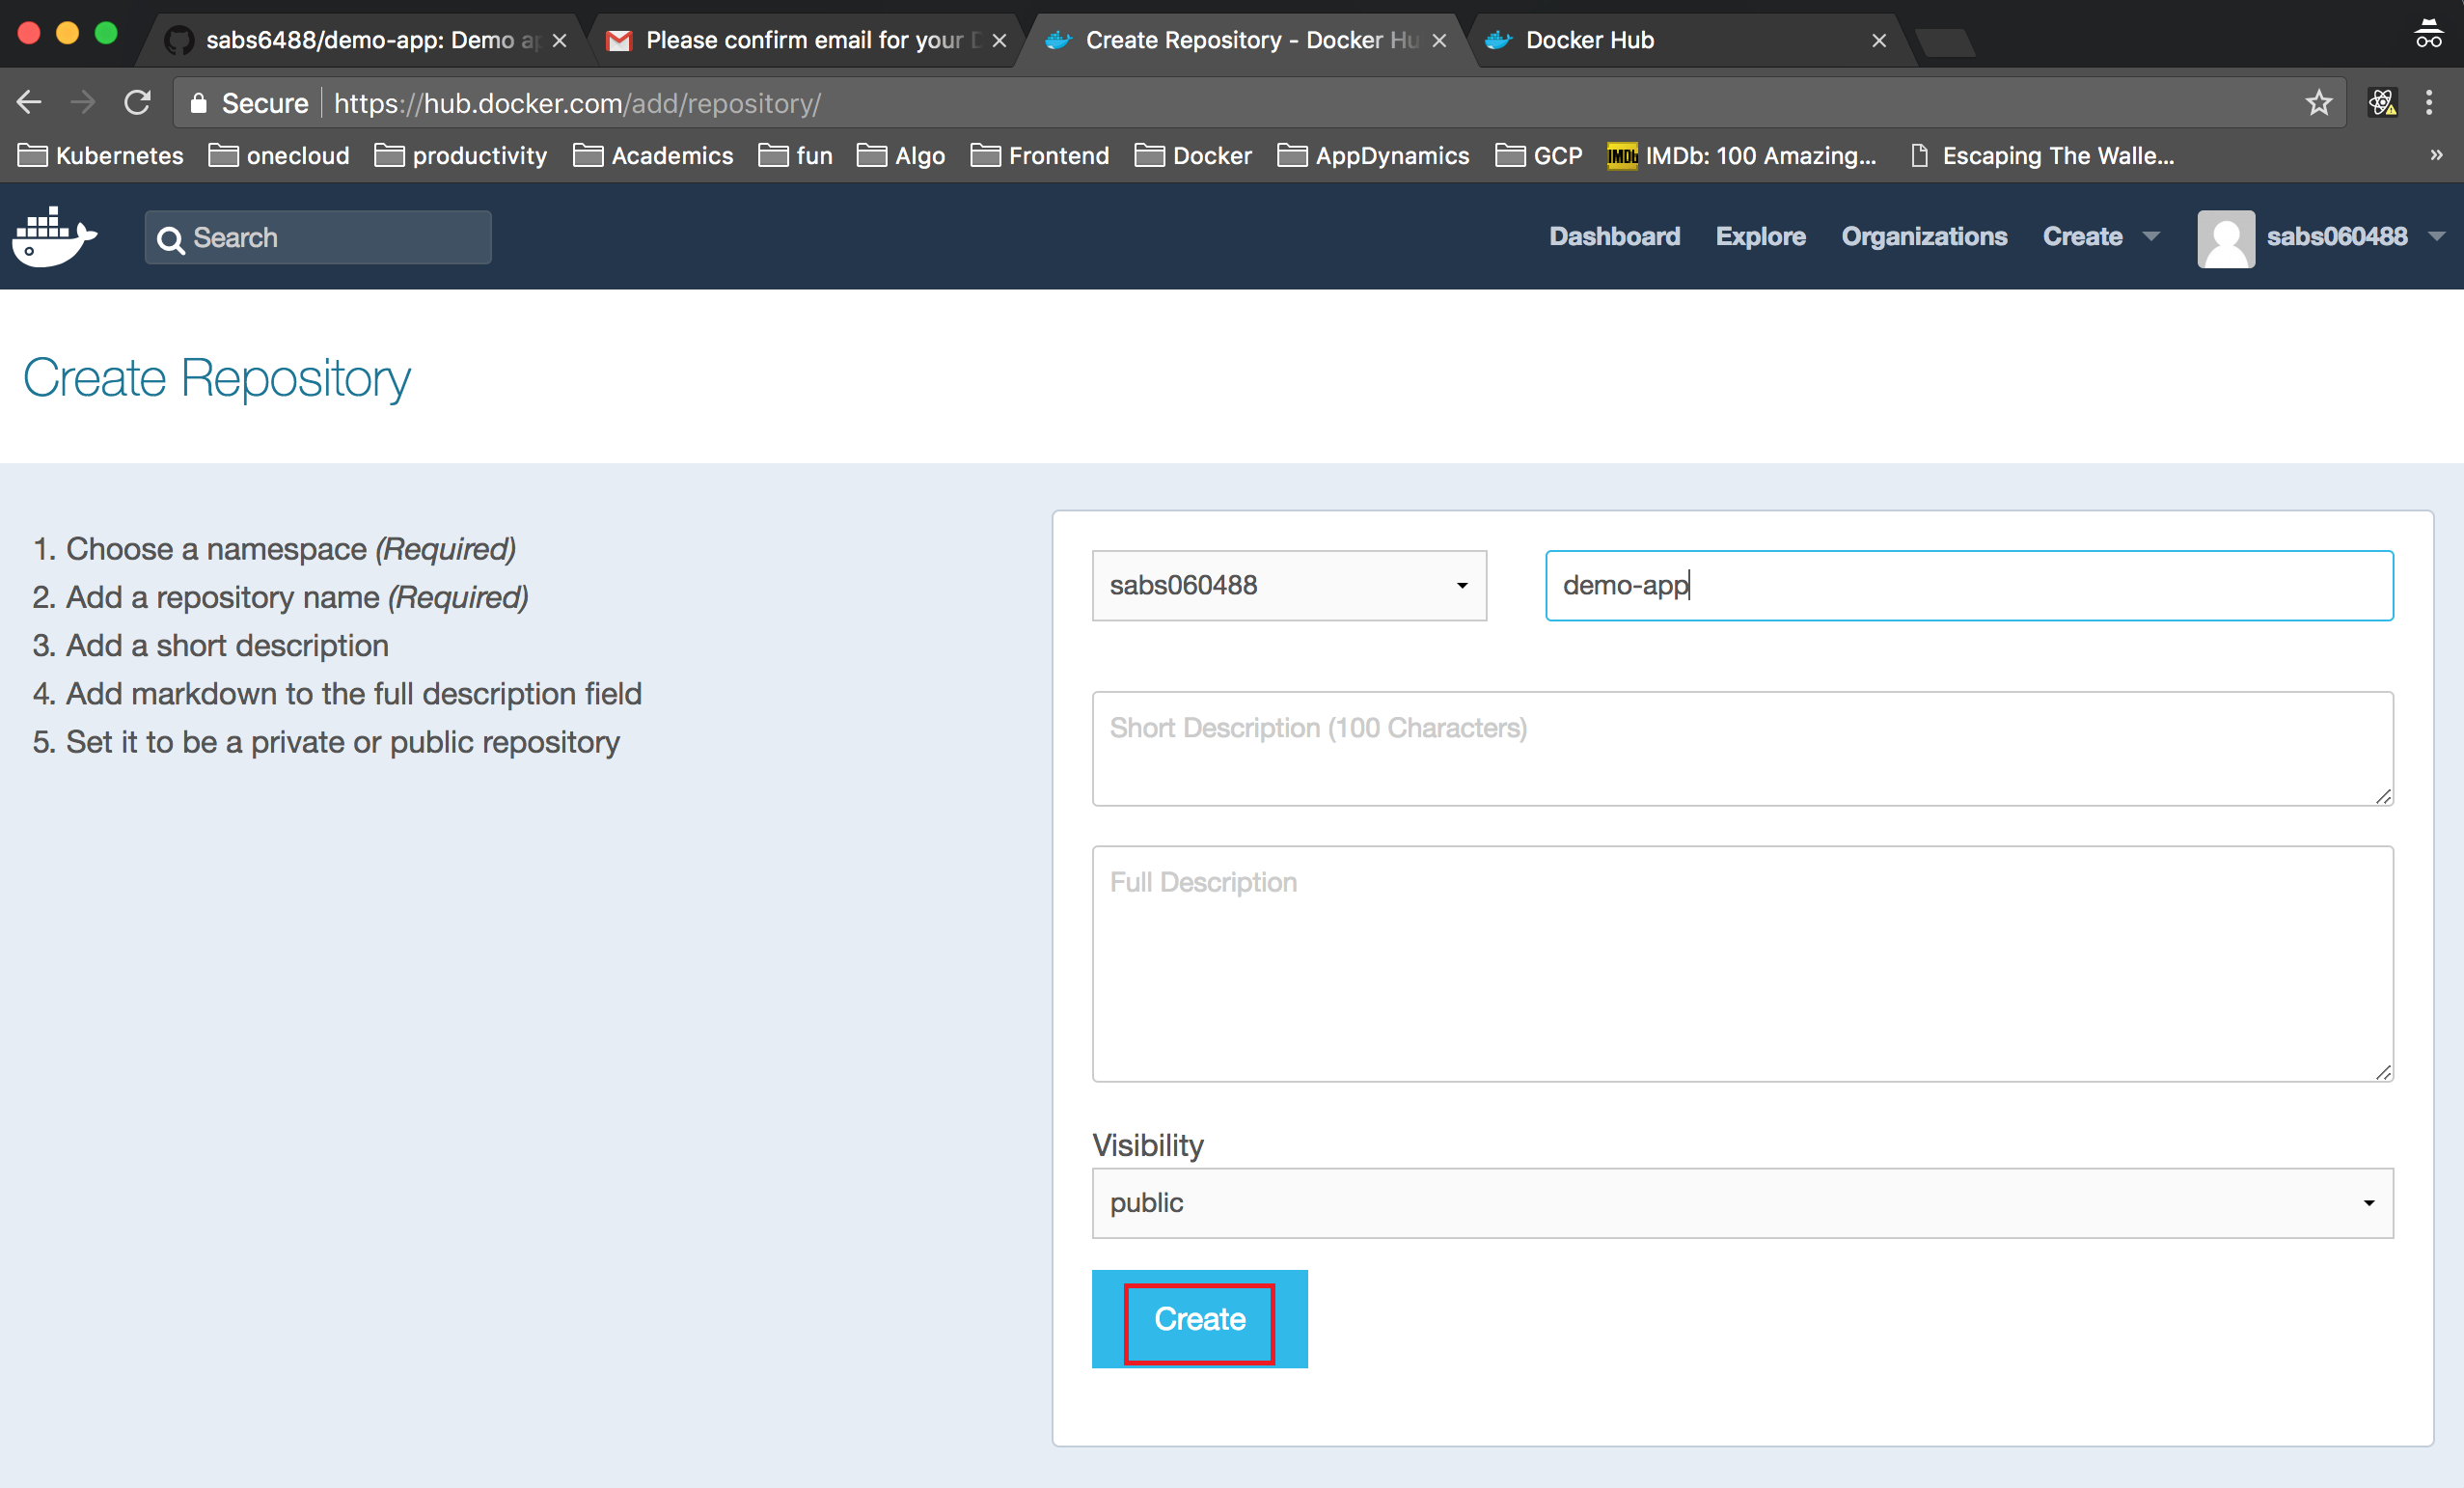 sabs6488/demo-app: Demo ap
Please confirm email for your D
Create Repository - Docker Hu
Docker Hub
Secure
https://hub.docker.com/add/repository/
Kubernetes
onecloud
productivity
Academics
fun
Algo
Frontend
Docker
AppDynamics
GCP
IMDb
IMDb: 100 Amazing...
Escaping The Walle...
»
Search
Dashboard
Explore
Organizations
Create
sabs060488
Create Repository
1. Choose a namespace (Required)
2. Add a repository name (Required)
3. Add a short description
4. Add markdown to the full description field
5. Set it to be a private or public repository
sabs060488
demo-app
Short Description (100 Characters)
Full Description
Visibility
public
Create